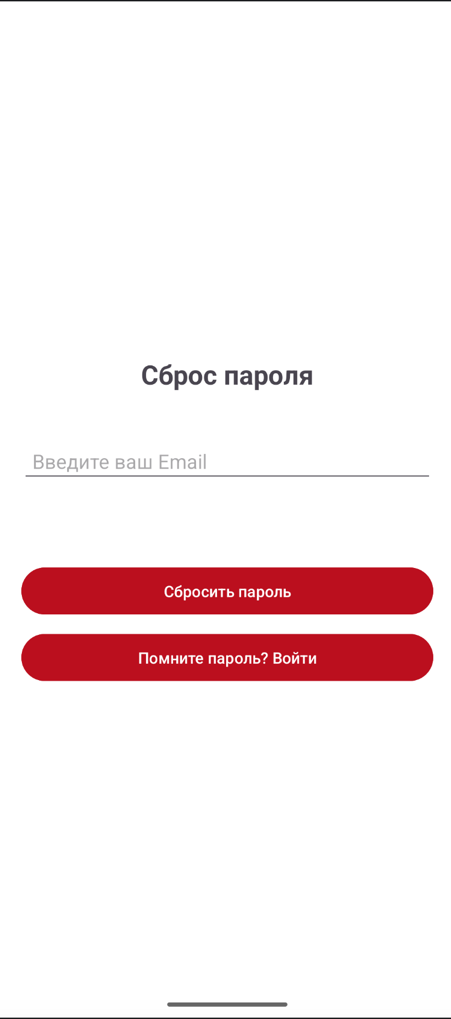 Сброс пароля
Введите ваш Email
Сбросить пароль
Помните пароль? Войти